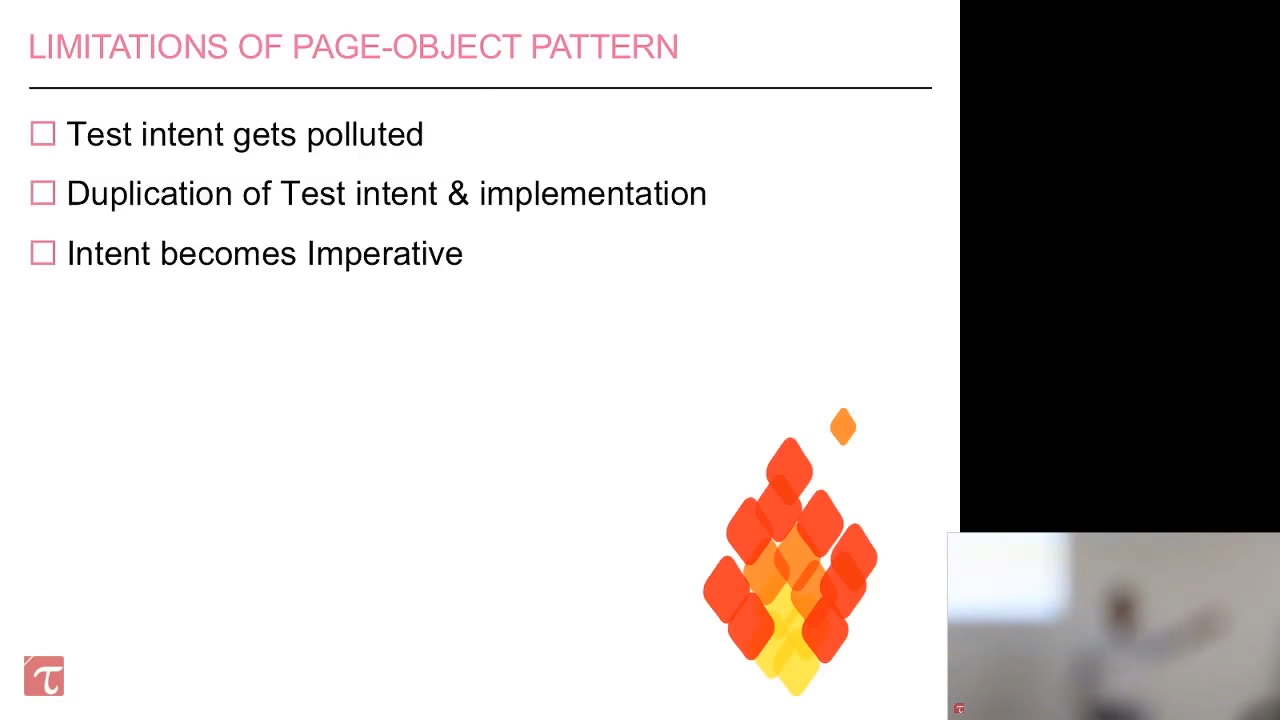 LIMITATIONS OF PAGE-OBJECT PATTERN
Test intent gets polluted
Duplication of Test intent & implementation
Intent becomes Imperative
τ
τ